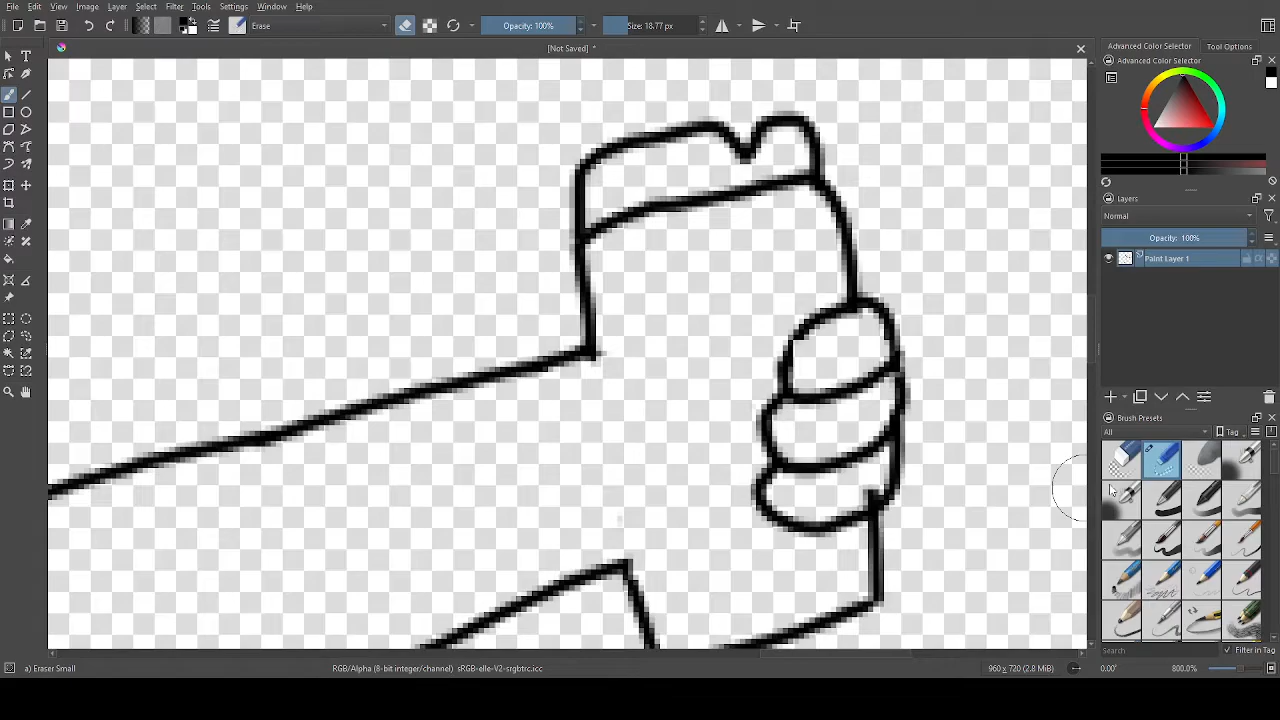 File Edit View Image Layer Select Filter Tools Settings Window Help
Erase Opacity: 100% Size: 18.77 px
[Not Saved] *
Advanced Color Selector Tool Options
Advanced Color Selector
Layers
Normal
Opacity: 100%
Paint Layer 1
Brush Presets
All Tag
Search Filter in Tag
a) Eraser Small RGB/Alpha (8-bit integer/channel) sRGB-elle-V2-srgbtrc.icc 960 x 720 (2.8 MiB) 0.00° 800.0%